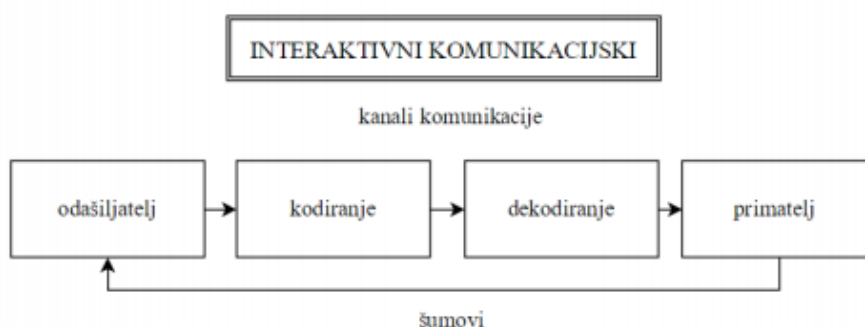 INTERAKTIVNI KOMUNIKACIJSKI
kanali komunikacije
odašiljatelj
kodiranje
dekodiranje
primatelj
šumovi